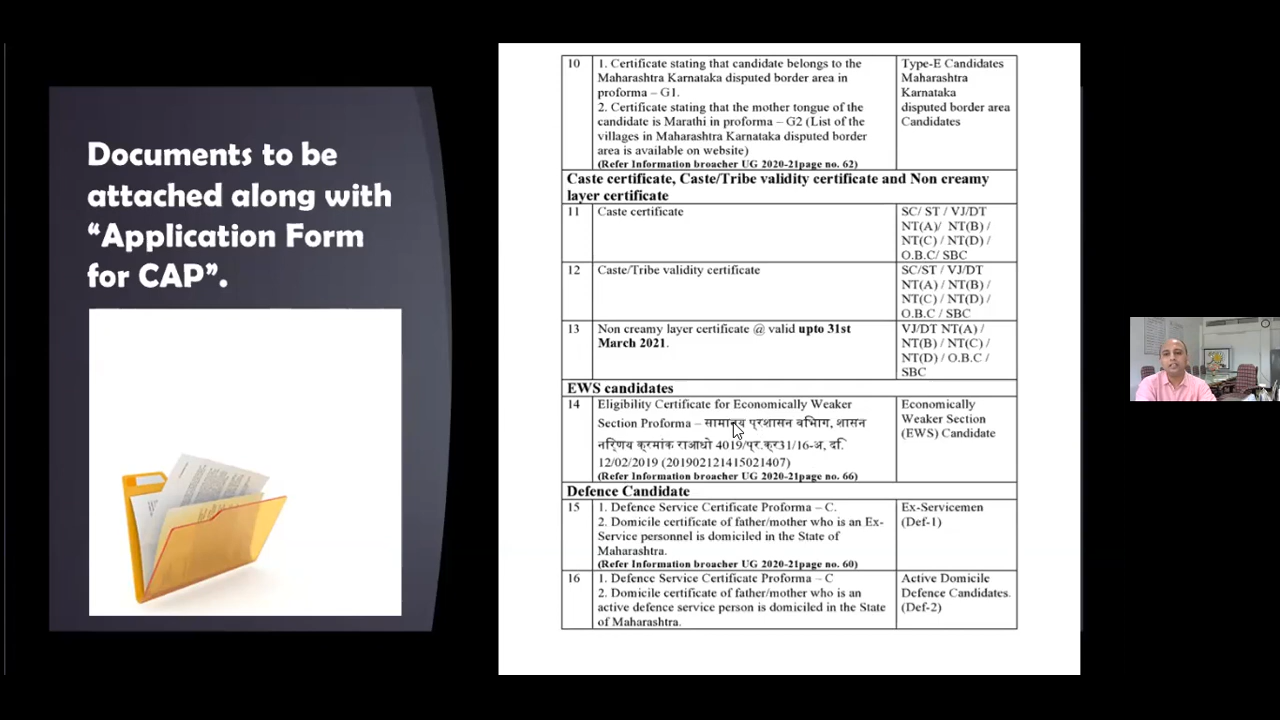 Documents to be
attached along with
“Application Form
for CAP”.
10
1. Certificate stating that candidate belongs to the
Maharashtra Karnataka disputed border area in
proforma – G1.
2. Certificate stating that the mother tongue of the
candidate is Marathi in proforma – G2 (List of the
villages in Maharashtra Karnataka disputed border
area is available on website)
(Refer Information broacher UG 2020-21page no. 62)
Type-E Candidates
Maharashtra
Karnataka
disputed border area
Candidates
Caste certificate, Caste/Tribe validity certificate and Non creamy
layer certificate
11
Caste certificate
SC/ ST / VJ/DT
NT(A)/ NT(B) /
NT(C) / NT(D) /
O.B.C/ SBC
12
Caste/Tribe validity certificate
SC/ST / VJ/DT
NT(A) / NT(B) /
NT(C) / NT(D) /
O.B.C / SBC
13
Non creamy layer certificate @ valid upto 31st
March 2021.
VJ/DT NT(A) /
NT(B) / NT(C) /
NT(D) / O.B.C /
SBC
EWS candidates
14
Eligibility Certificate for Economically Weaker
Section Proforma – सामान्य प्रशासन विभाग, शासन
निर्णय क्रमांक राआधो 4019/प्र.क्र31/16-अ, दि.
12/02/2019 (201902121415021407)
(Refer Information broacher UG 2020-21page no. 66)
Economically
Weaker Section
(EWS) Candidate
Defence Candidate
15
1. Defence Service Certificate Proforma – C.
2. Domicile certificate of father/mother who is an Ex-
Service personnel is domiciled in the State of
Maharashtra.
(Refer Information broacher UG 2020-21page no. 60)
Ex-Servicemen
(Def-1)
16
1. Defence Service Certificate Proforma – C
2. Domicile certificate of father/mother who is an
active defence service person is domiciled in the State
of Maharashtra.
Active Domicile
Defence Candidates.
(Def-2)